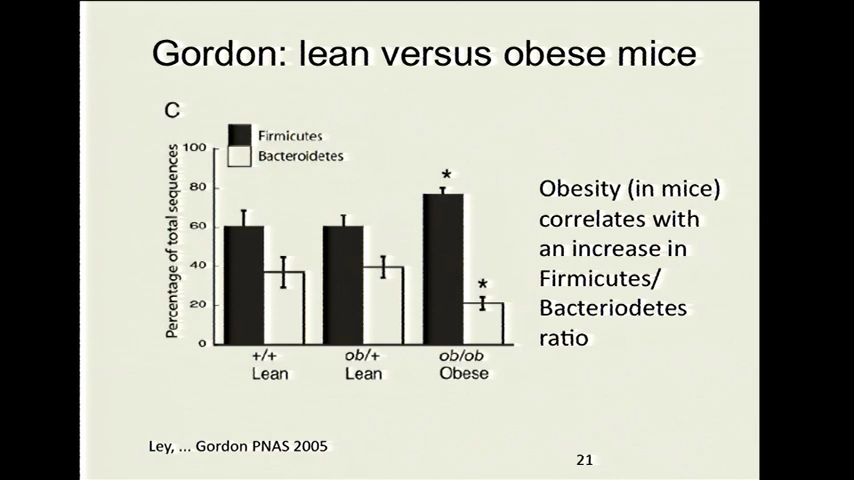 Gordon: lean versus obese mice
C
Firmicutes
Bacteroidetes
Percentage of total sequences
100
80
60
40
20
0
*
*
+/+
Lean
ob/+
Lean
ob/ob
Obese
Obesity (in mice)
correlates with
an increase in
Firmicutes/
Bacteriodetes
ratio
Ley, ... Gordon PNAS 2005
21